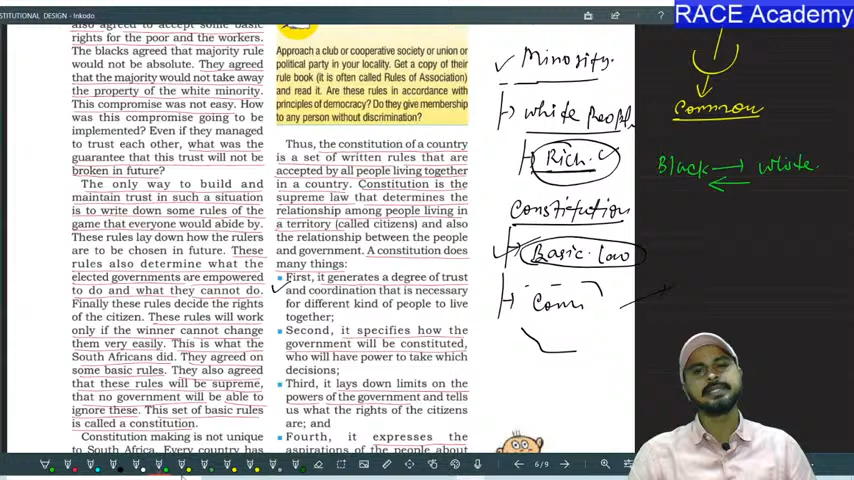 ISTITUTIONAL DESIGN - Inkodo
RACE Academy
also agreed to accept some basic
rights for the poor and the workers.
The blacks agreed that majority rule
would not be absolute. They agreed
that the majority would not take away
the property of the white minority.
This compromise was not easy. How
was this compromise going to be
implemented? Even if they managed
to trust each other, what was the
guarantee that this trust will not be
broken in future?
The only way to build and
maintain trust in such a situation
is to write down some rules of the
game that everyone would abide by.
These rules lay down how the rulers
are to be chosen in future. These
rules also determine what the
elected governments are empowered
to do and what they cannot do.
Finally these rules decide the rights
of the citizen. These rules will work
only if the winner cannot change
them very easily. This is what the
South Africans did. They agreed on
some basic rules. They also agreed
that these rules will be supreme,
that no government will be able to
ignore these. This set of basic rules
is called a constitution.
Constitution making is not unique
to South Africa. Every country has
Approach a club or cooperative society or union or
political party in your locality. Get a copy of their
rule book (it is often called Rules of Association)
and read it. Are these rules in accordance with
principles of democracy? Do they give membership
to any person without discrimination?
Thus, the constitution of a country
is a set of written rules that are
accepted by all people living together
in a country. Constitution is the
supreme law that determines the
relationship among people living in
a territory (called citizens) and also
the relationship between the people
and government. A constitution does
many things:
First, it generates a degree of trust
and coordination that is necessary
for different kind of people to live
together;
Second, it specifies how the
government will be constituted,
who will have power to take which
decisions;
Third, it lays down limits on the
powers of the government and tells
us what the rights of the citizens
are; and
Fourth, it expresses the
aspirations of the people about
Minority.
White People
Rich
Constitution
Basic law
Com
Common
Black → white.
6/9